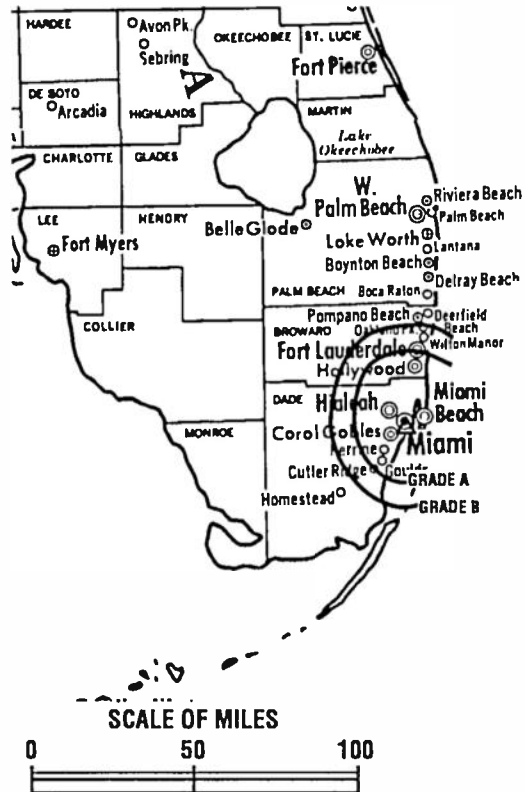 HARDEE
Avon Pk.
OKEECHOBEE
ST. LUCIE
Sebring
Fort Pierce
A
DE SOTO
Arcadia
HIGHLANDS
MARTIN
Lake
Okeechobee
CHARLOTTE
GLADES
W.
Palm Beach
Riviera Beach
Palm Beach
LEE
HENDRY
Belle Glade
Fort Myers
Lake Worth
Lantana
Boynton Beach
Delray Beach
PALM BEACH
Boca Raton
COLLIER
Pompano Beach
Deerfield
Beach
BROWARD
Oakland Pk.
Wilton Manor
Fort Lauderdale
Hollywood
DADE
Hialeah
Miami
Beach
MONROE
Coral Gables
Miami
Perrine
Cutler Ridge
Goulds
GRADE A
Homestead
GRADE B
SCALE OF MILES
0 50 100